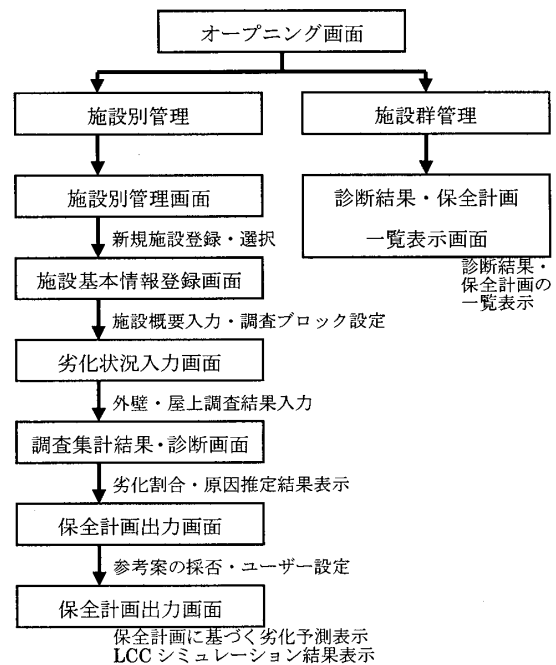 オープニング画面
施設別管理
施設群管理
施設別管理画面
診断結果・保全計画
一覧表示画面
新規施設登録・選択
診断結果・
保全計画の
一覧表示
施設基本情報登録画面
施設概要入力・調査ブロック設定
劣化状況入力画面
外壁・屋上調査結果入力
調査集計結果・診断画面
劣化割合・原因推定結果表示
保全計画出力画面
参考案の採否・ユーザー設定
保全計画出力画面
保全計画に基づく劣化予測表示
LCC シミュレーション結果表示